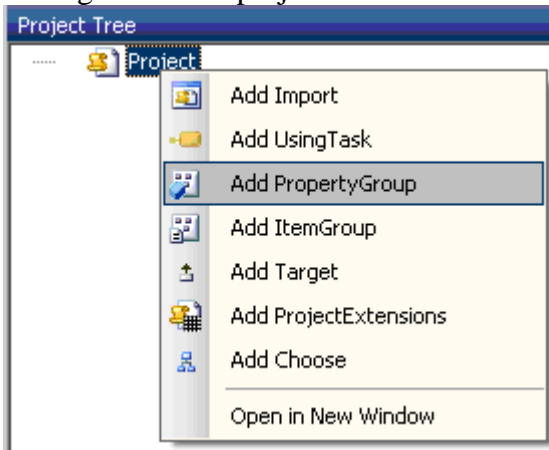 Project Tree
Project
Add Import
Add UsingTask
Add PropertyGroup
Add ItemGroup
Add Target
Add ProjectExtensions
Add Choose
Open in New Window